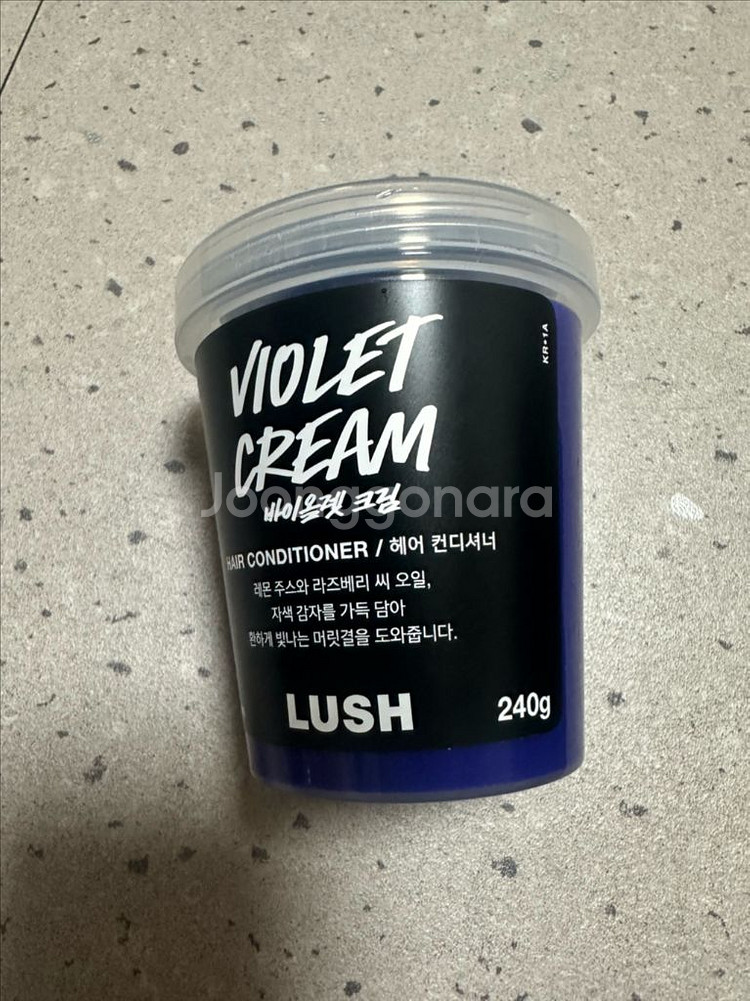 KR+1A
VIOLET
CREAM
바이올렛 크림
Joonggonara
HAIR CONDITIONER / 헤어 컨디셔너
레몬 주스와 라즈베리 씨 오일,
자색 감자를 가득 담아
환하게 빛나는 머릿결을 도와줍니다.
LUSH
240g